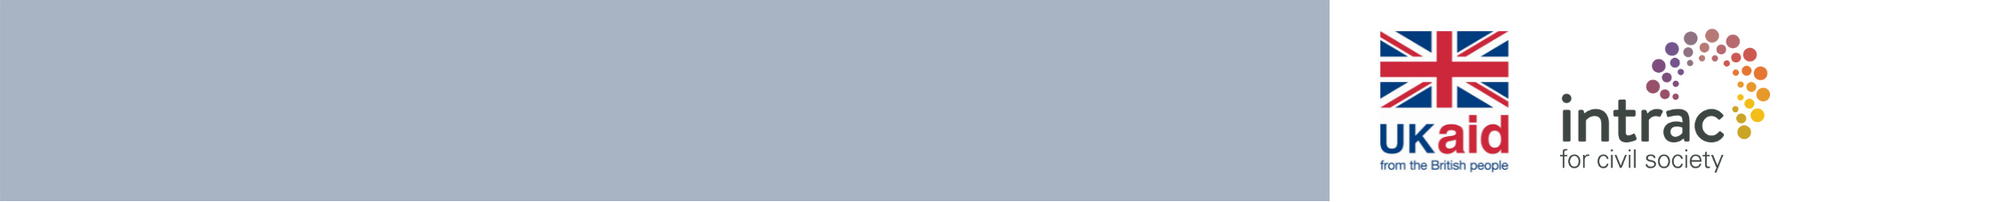 UKaid
from the British people
intrac
for civil society